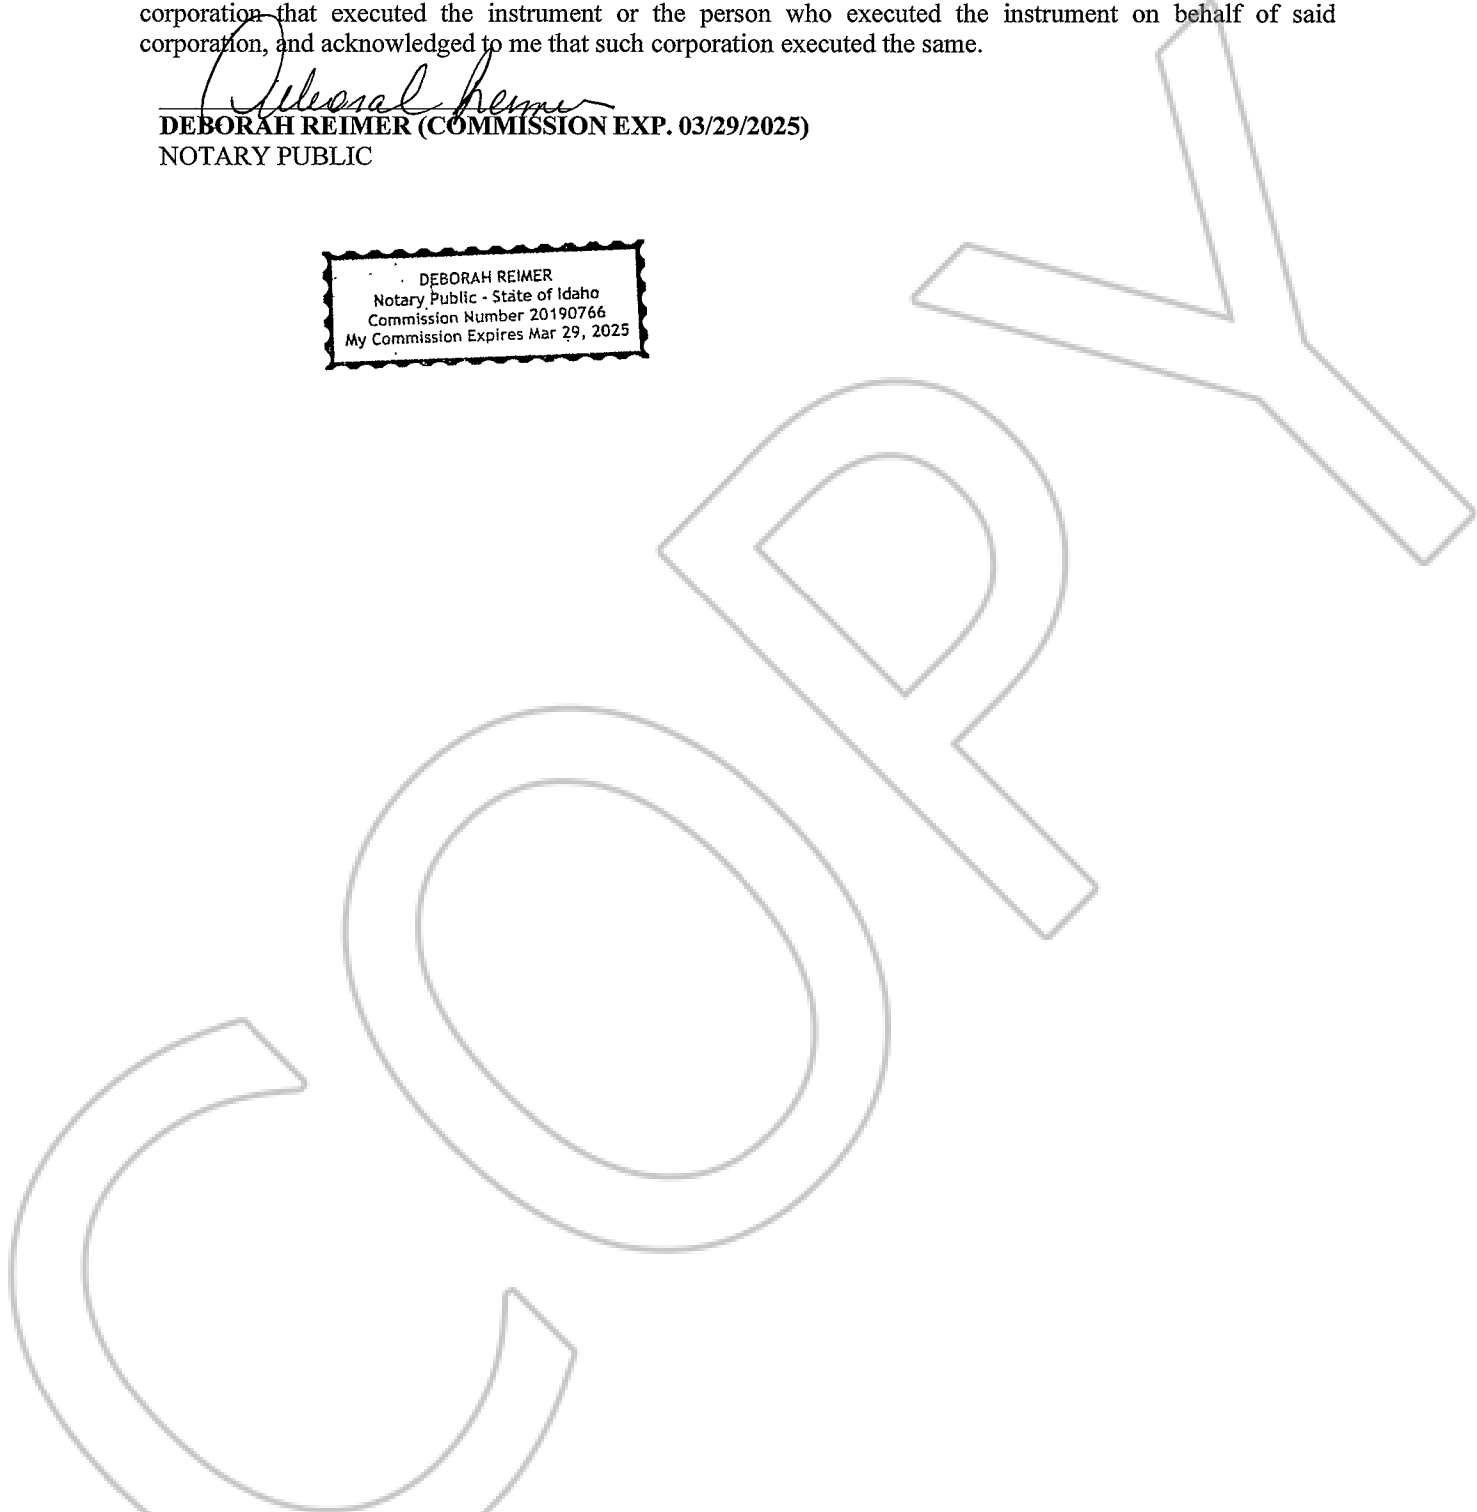 corporation that executed the instrument or the person who executed the instrument on behalf of said
corporation, and acknowledged to me that such corporation executed the same.
Deborah Reimer
DEBORAH REIMER (COMMISSION EXP. 03/29/2025)
NOTARY PUBLIC
DEBORAH REIMER
Notary Public - State of Idaho
Commission Number 20190766
My Commission Expires Mar 29, 2025
COPY